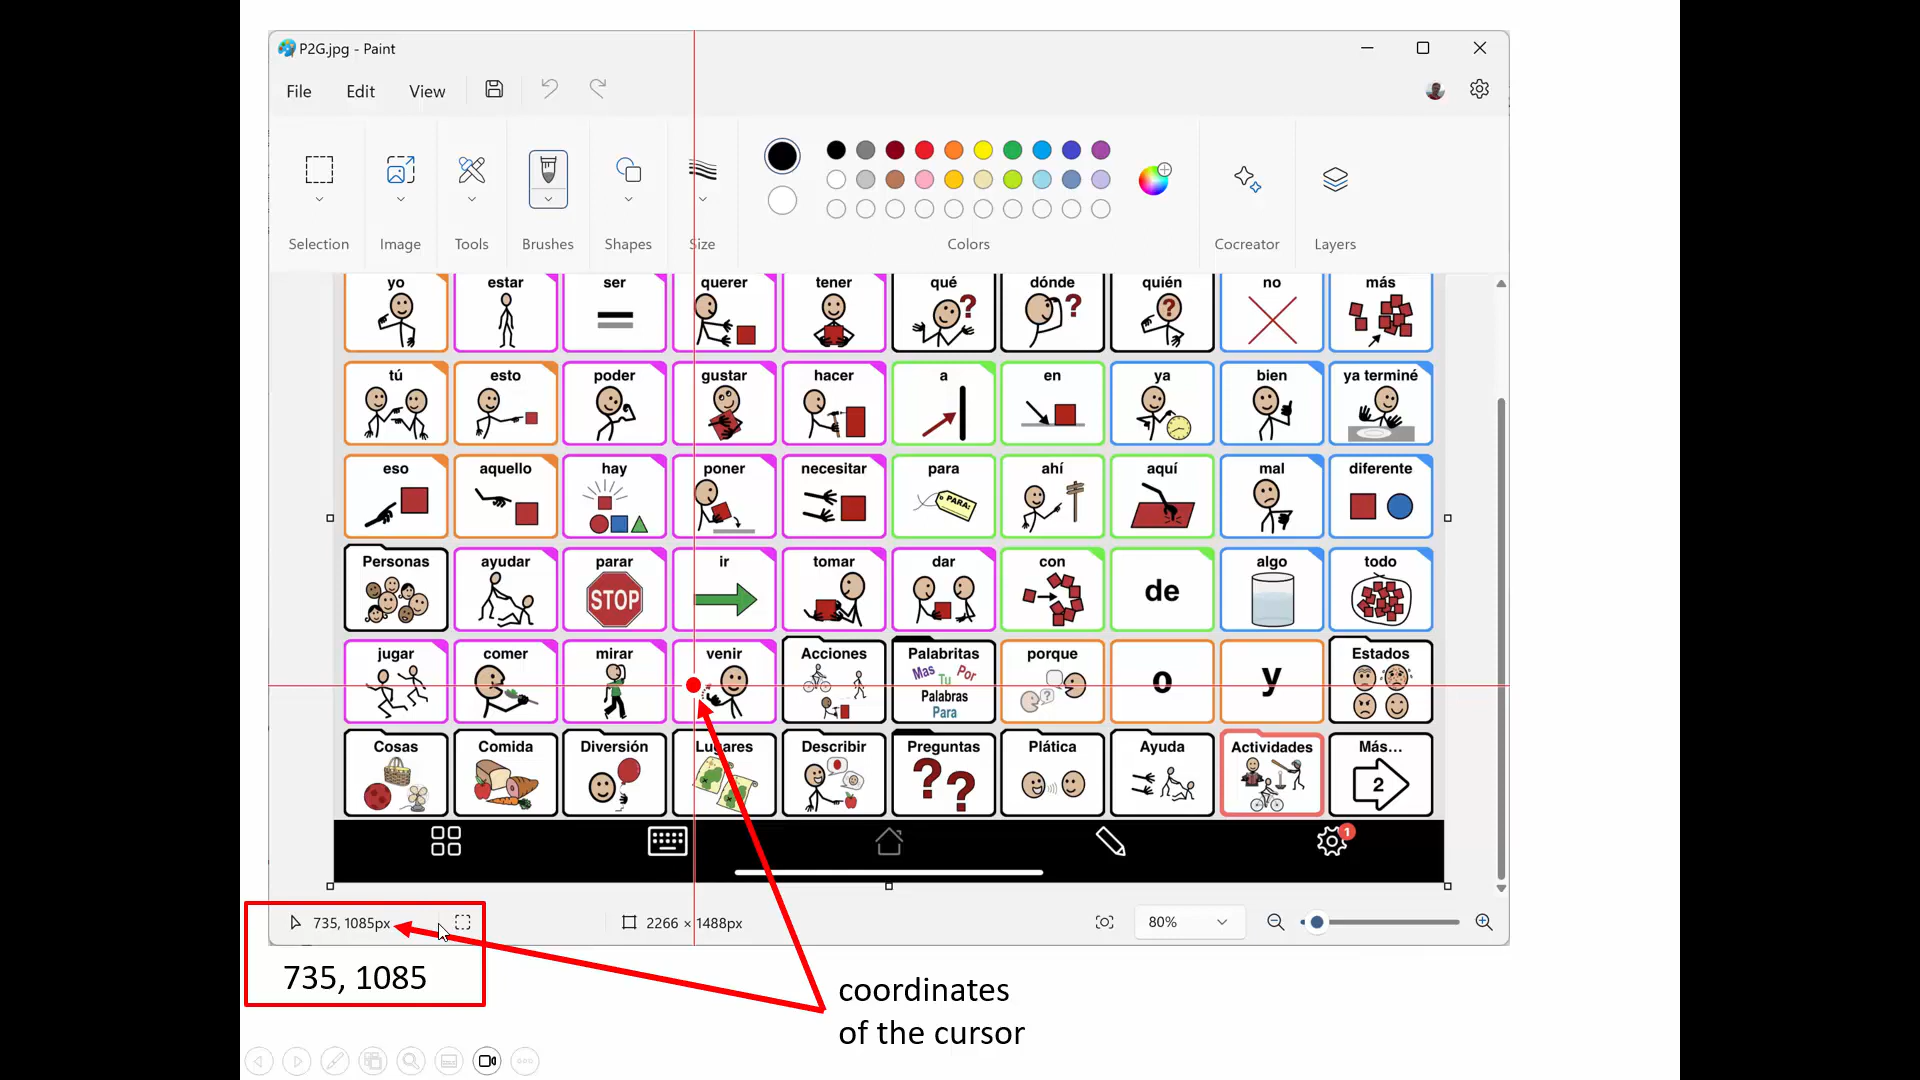 P2G.jpg - Paint
File Edit View
Selection Image Tools Brushes Shapes Size Colors Cocreator Layers
yo estar ser querer tener qué dónde quién no más
tú esto poder gustar hacer a en ya bien ya terminé
eso aquello hay poner necesitar para ahí aquí mal diferente
PARA:
Personas ayudar parar ir tomar dar con de algo todo
STOP
jugar comer mirar venir Acciones Palabritas porque o y Estados
Mas Tu Por
Palabras
Para
Cosas Comida Diversión Lugares Describir Preguntas Plática Ayuda Actividades Más...
2
1
735, 1085px 2266 × 1488px 80%
735, 1085
coordinates
of the cursor